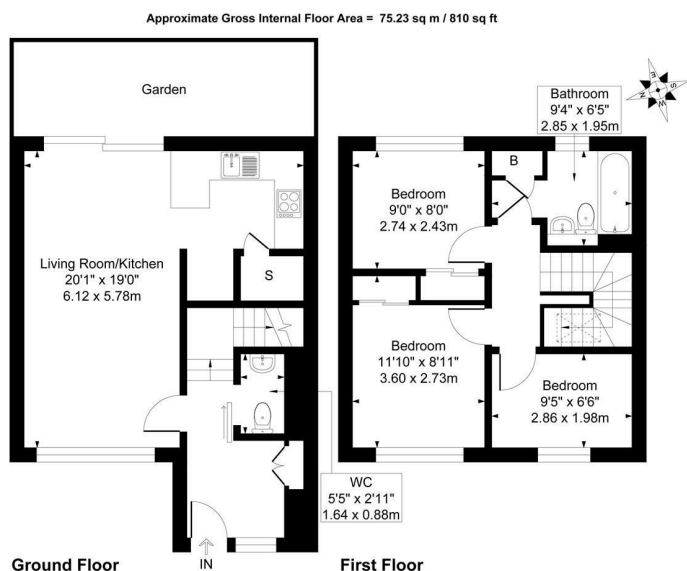 Approximate Gross Internal Floor Area = 75.23 sq m / 810 sq ft
Garden
Living Room/Kitchen
20'1" x 19'0"
6.12 x 5.78m
S
WC
5'5" x 2'11"
1.64 x 0.88m
IN
Ground Floor
Bathroom
9'4" x 6'5"
2.85 x 1.95m
N
E
S
W
B
Bedroom
9'0" x 8'0"
2.74 x 2.43m
Bedroom
11'10" x 8'11"
3.60 x 2.73m
Bedroom
9'5" x 6'6"
2.86 x 1.98m
First Floor